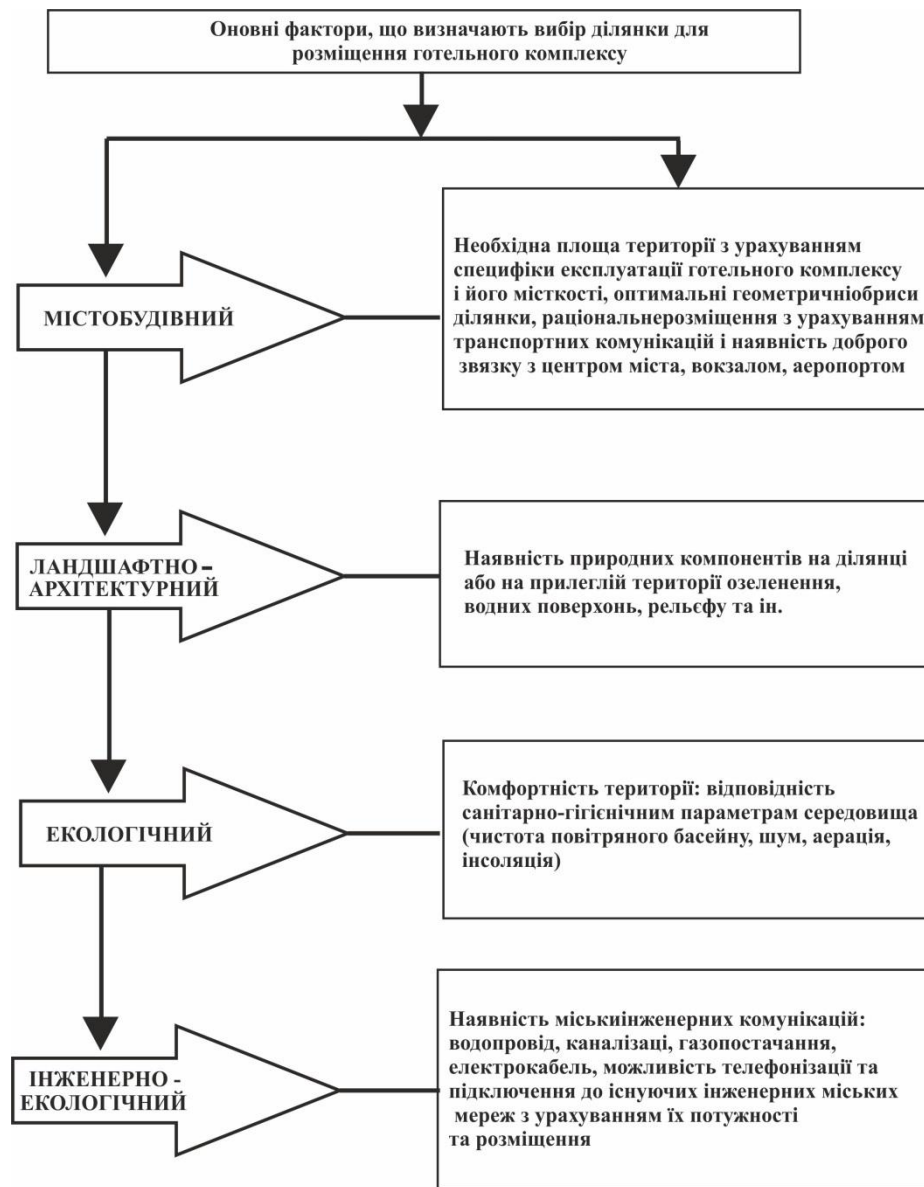 Оновні фактори, що визначають вибір ділянки для
розміщення готельного комплексу
МІСТОБУДІВНИЙ
Необхідна площа території з урахуванням
специфіки експлуатації готельного комплексу
і його місткості, оптимальні геометричніобриси
ділянки, раціональнерозміщення з урахуванням
транспортних комунікацій і наявність доброго
звязку з центром міста, вокзалом, аеропортом
ЛАНДШАФТНО –
АРХІТЕКТУРНИЙ
Наявність природних компонентів на ділянці
або на прилеглій території озеленення,
водних поверхонь, рельєфу та ін.
ЕКОЛОГІЧНИЙ
Комфортність території: відповідність
санітарно-гігієнічним параметрам середовища
(чистота повітряного басейну, шум, аерація,
інсоляція)
ІНЖЕНЕРНО -
ЕКОЛОГІЧНИЙ
Наявність міськиінженерних комунікацій:
водопровід, каналізаці, газопостачання,
електрокабель, можливість телефонізації та
підключення до існуючих інженерних міських
мереж з урахуванням їх потужності
та розміщення